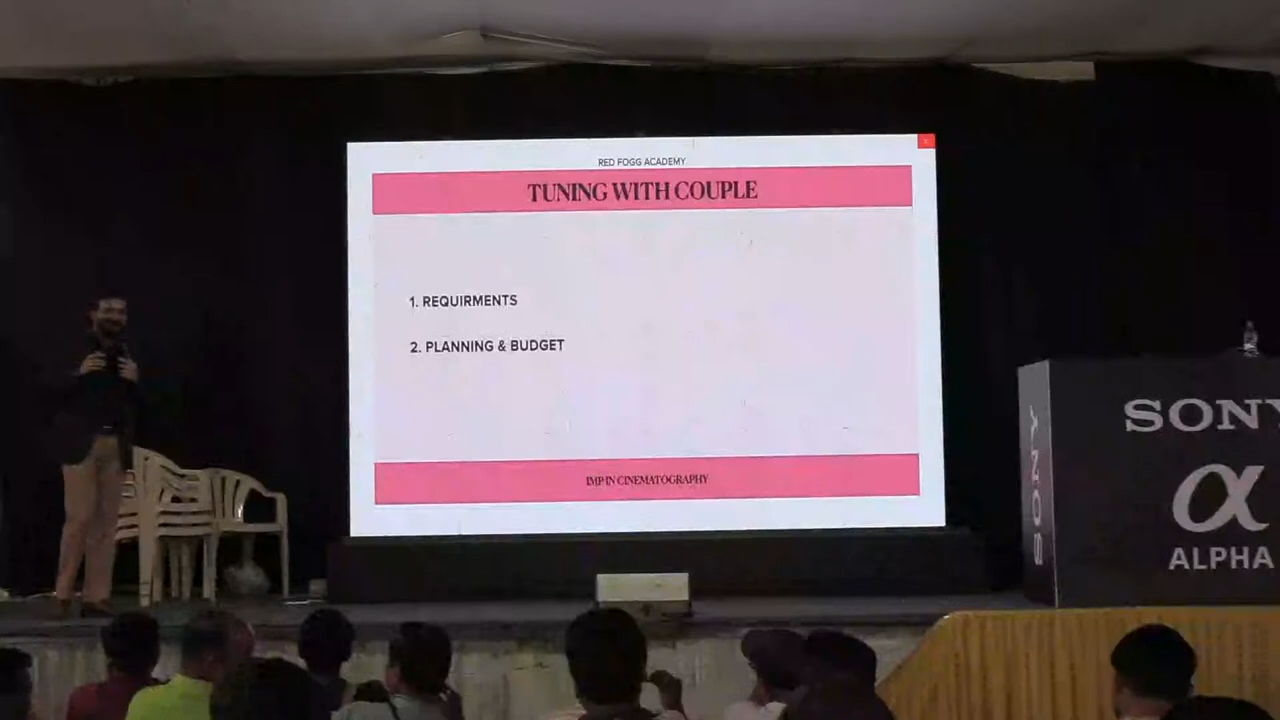 RED FOGG ACADEMY
TUNING WITH COUPLE
1. REQUIRMENTS
2. PLANNING & BUDGET
IMP IN CINEMATOGRAPHY
SONY
SONY
α
ALPHA